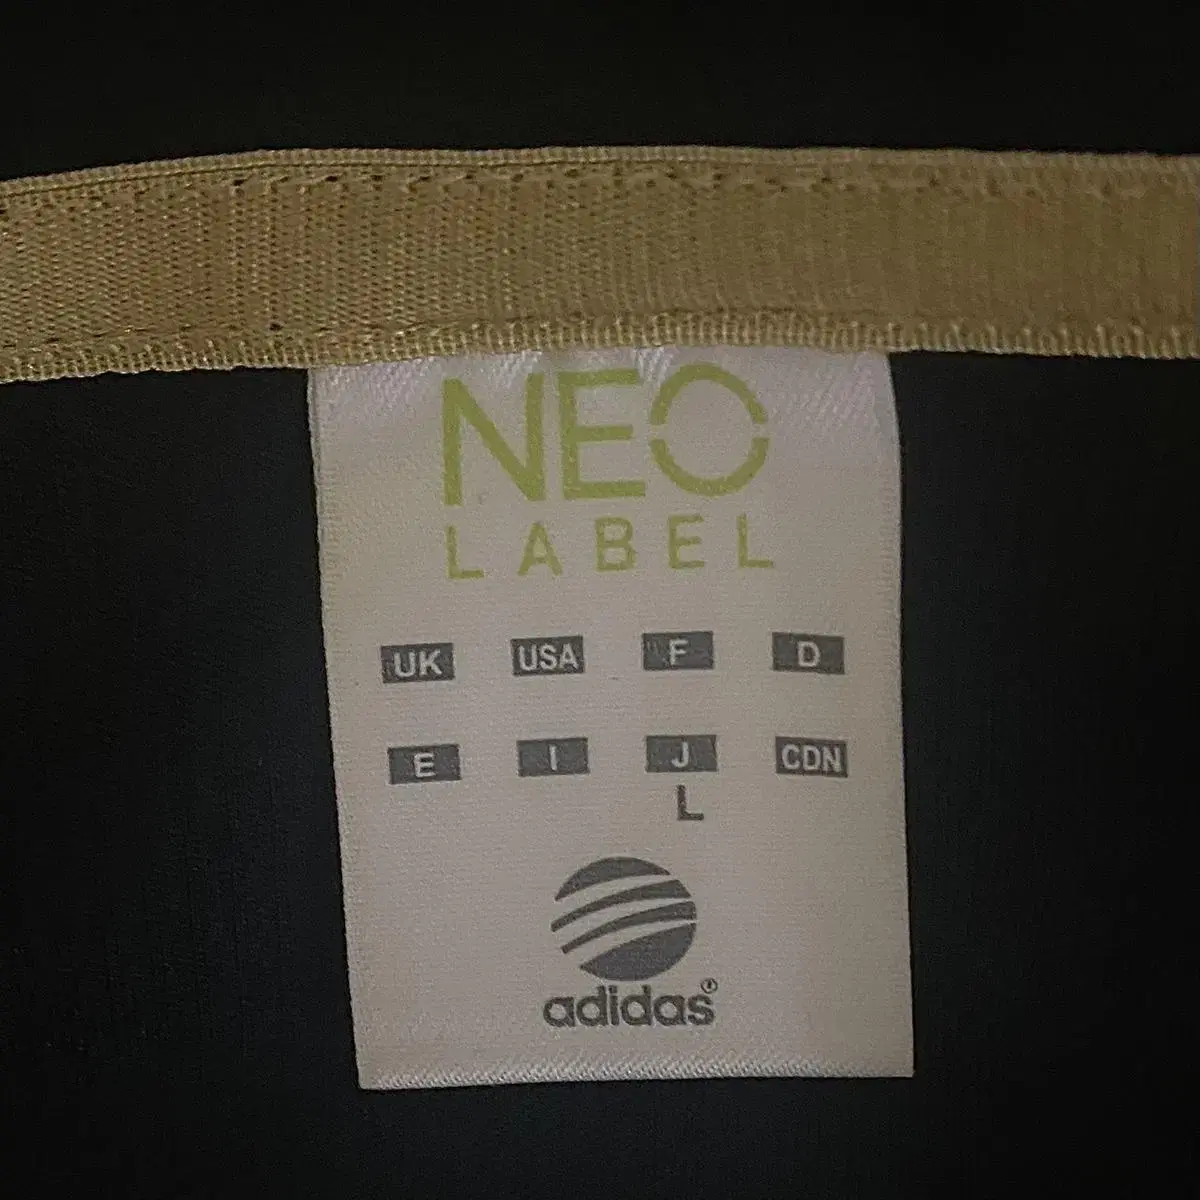 NEO
LABEL
UK USA F D
E I J CDN
L
adidas®